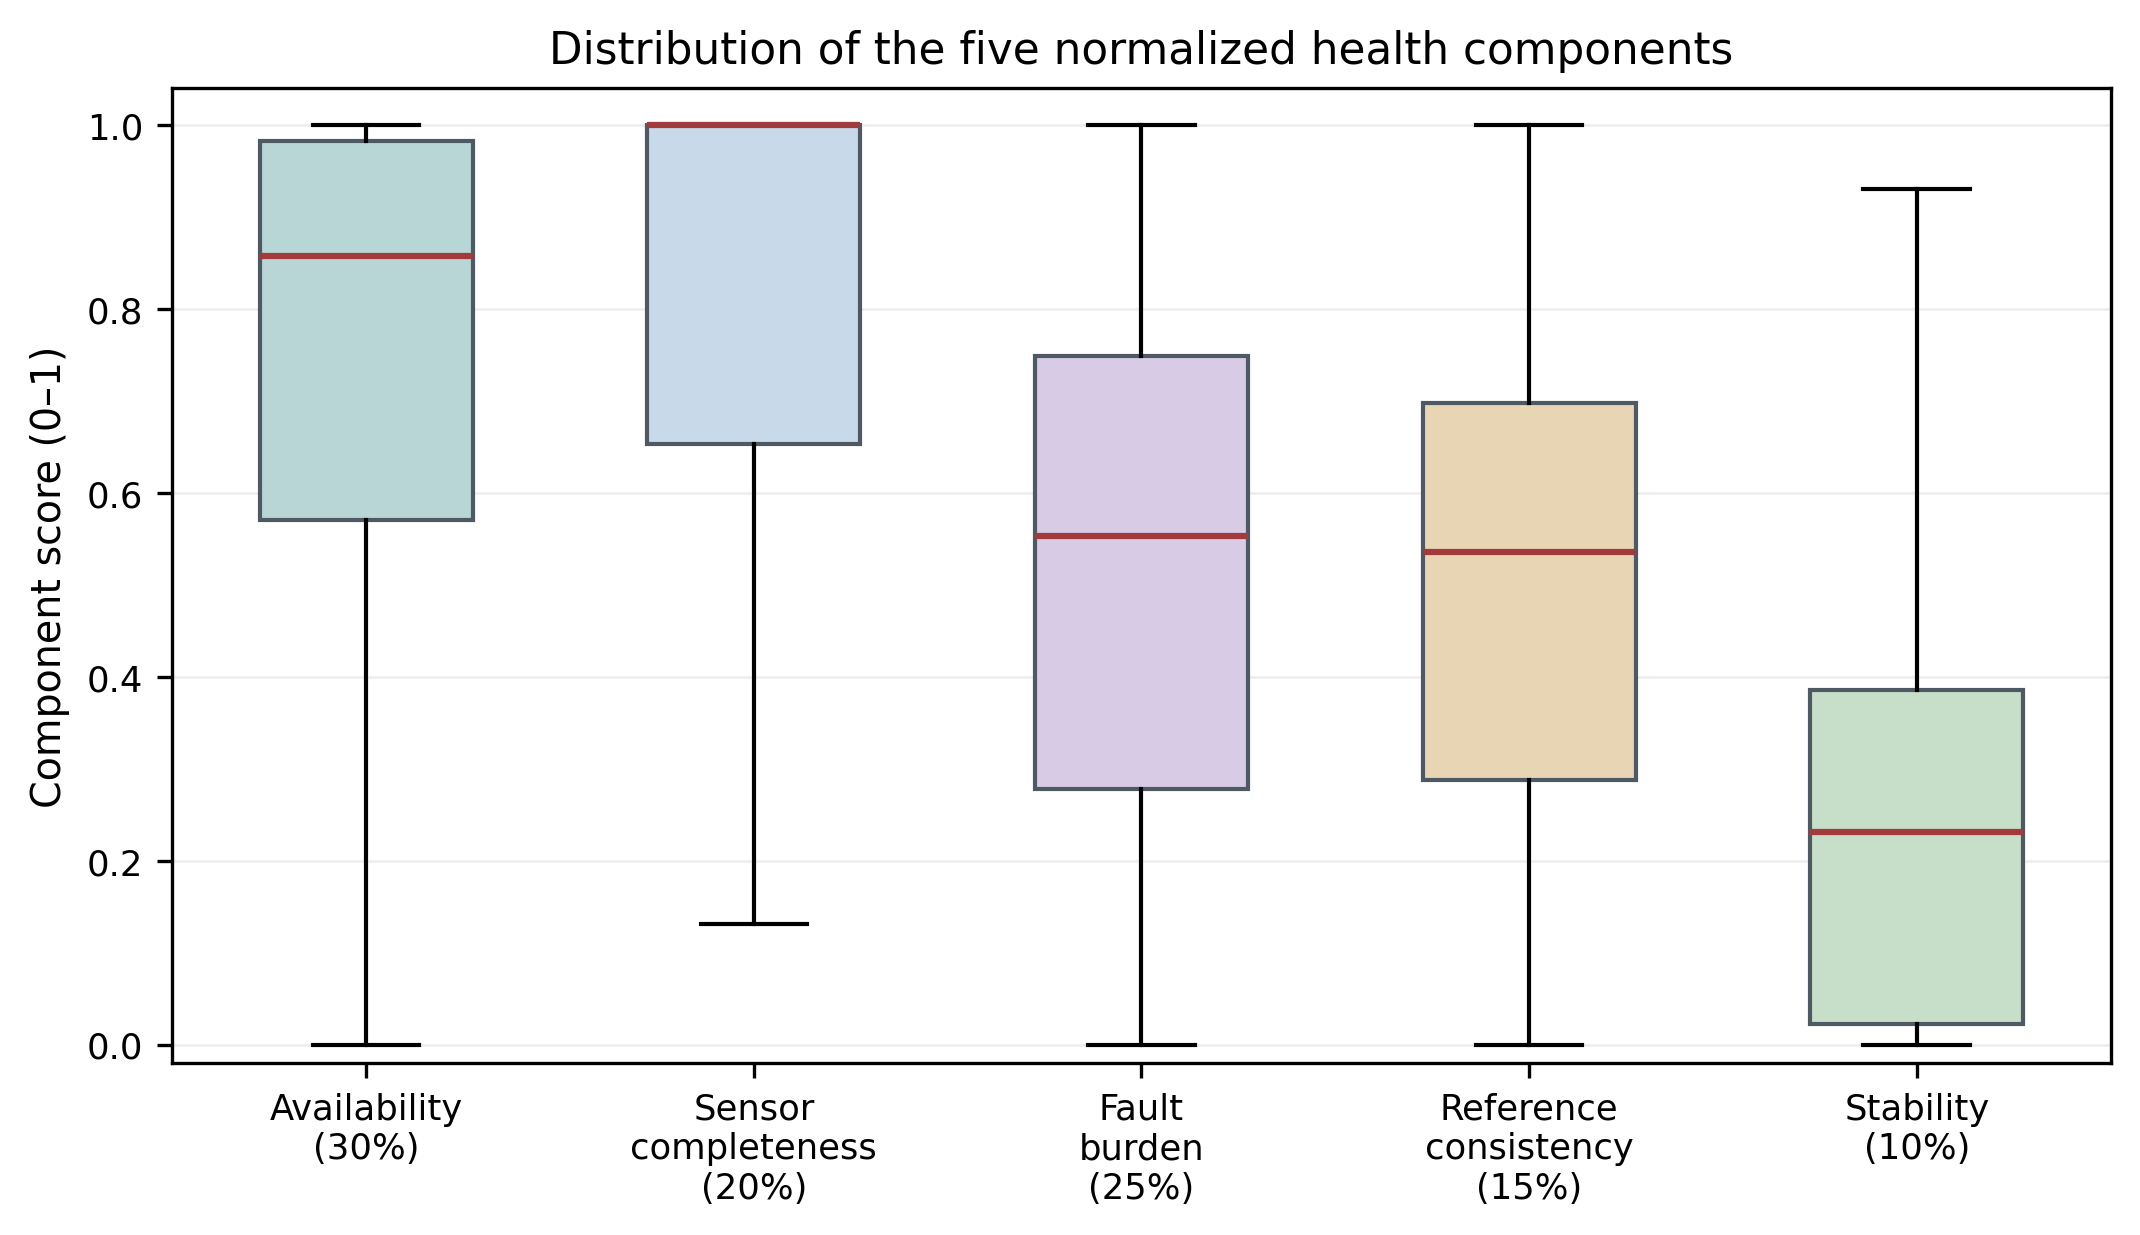 Distribution of the five normalized health components
Component score (0–1)
1.0
0.8
0.6
0.4
0.2
0.0
Availability
(30%)
Sensor
completeness
(20%)
Fault
burden
(25%)
Reference
consistency
(15%)
Stability
(10%)